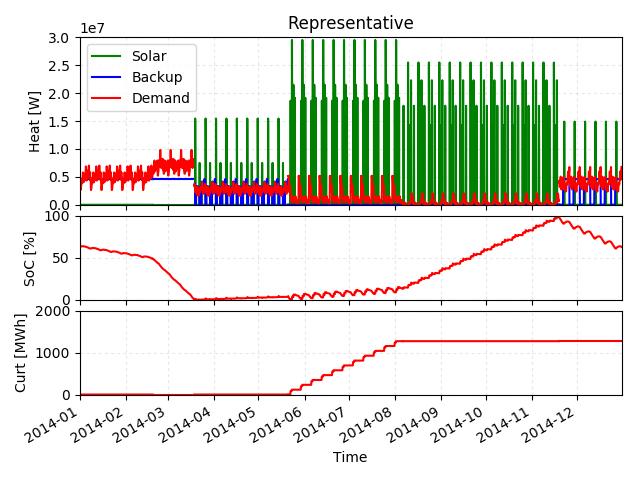 Representative
1e7
3.0
2.5
2.0
1.5
1.0
0.5
0.0
Heat [W]
Solar
Backup
Demand
100
50
0
SoC [%]
2000
1000
0
Curt [MWh]
2014-01
2014-02
2014-03
2014-04
2014-05
2014-06
2014-07
2014-08
2014-09
2014-10
2014-11
2014-12
Time